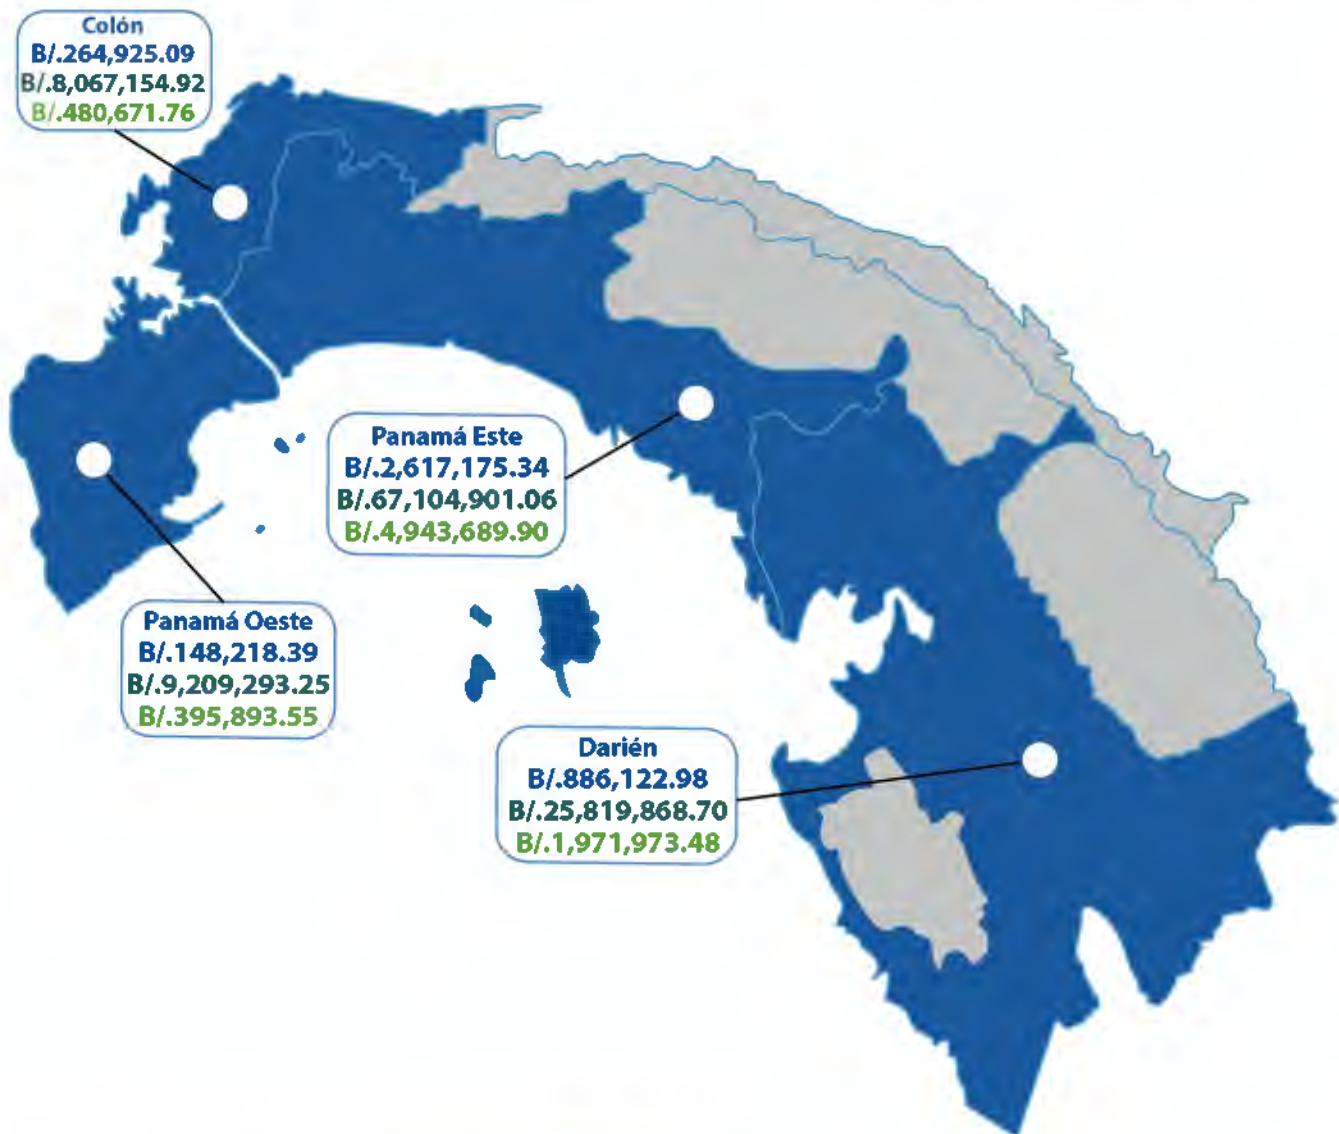 Colón
B/.264,925.09
B/.8,067,154.92
B/.480,671.76
Panamá Este
B/.2,617,175.34
B/.67,104,901.06
B/.4,943,689.90
Panamá Oeste
B/.148,218.39
B/.9,209,293.25
B/.395,893.55
Darién
B/.886,122.98
B/.25,819,868.70
B/.1,971,973.48